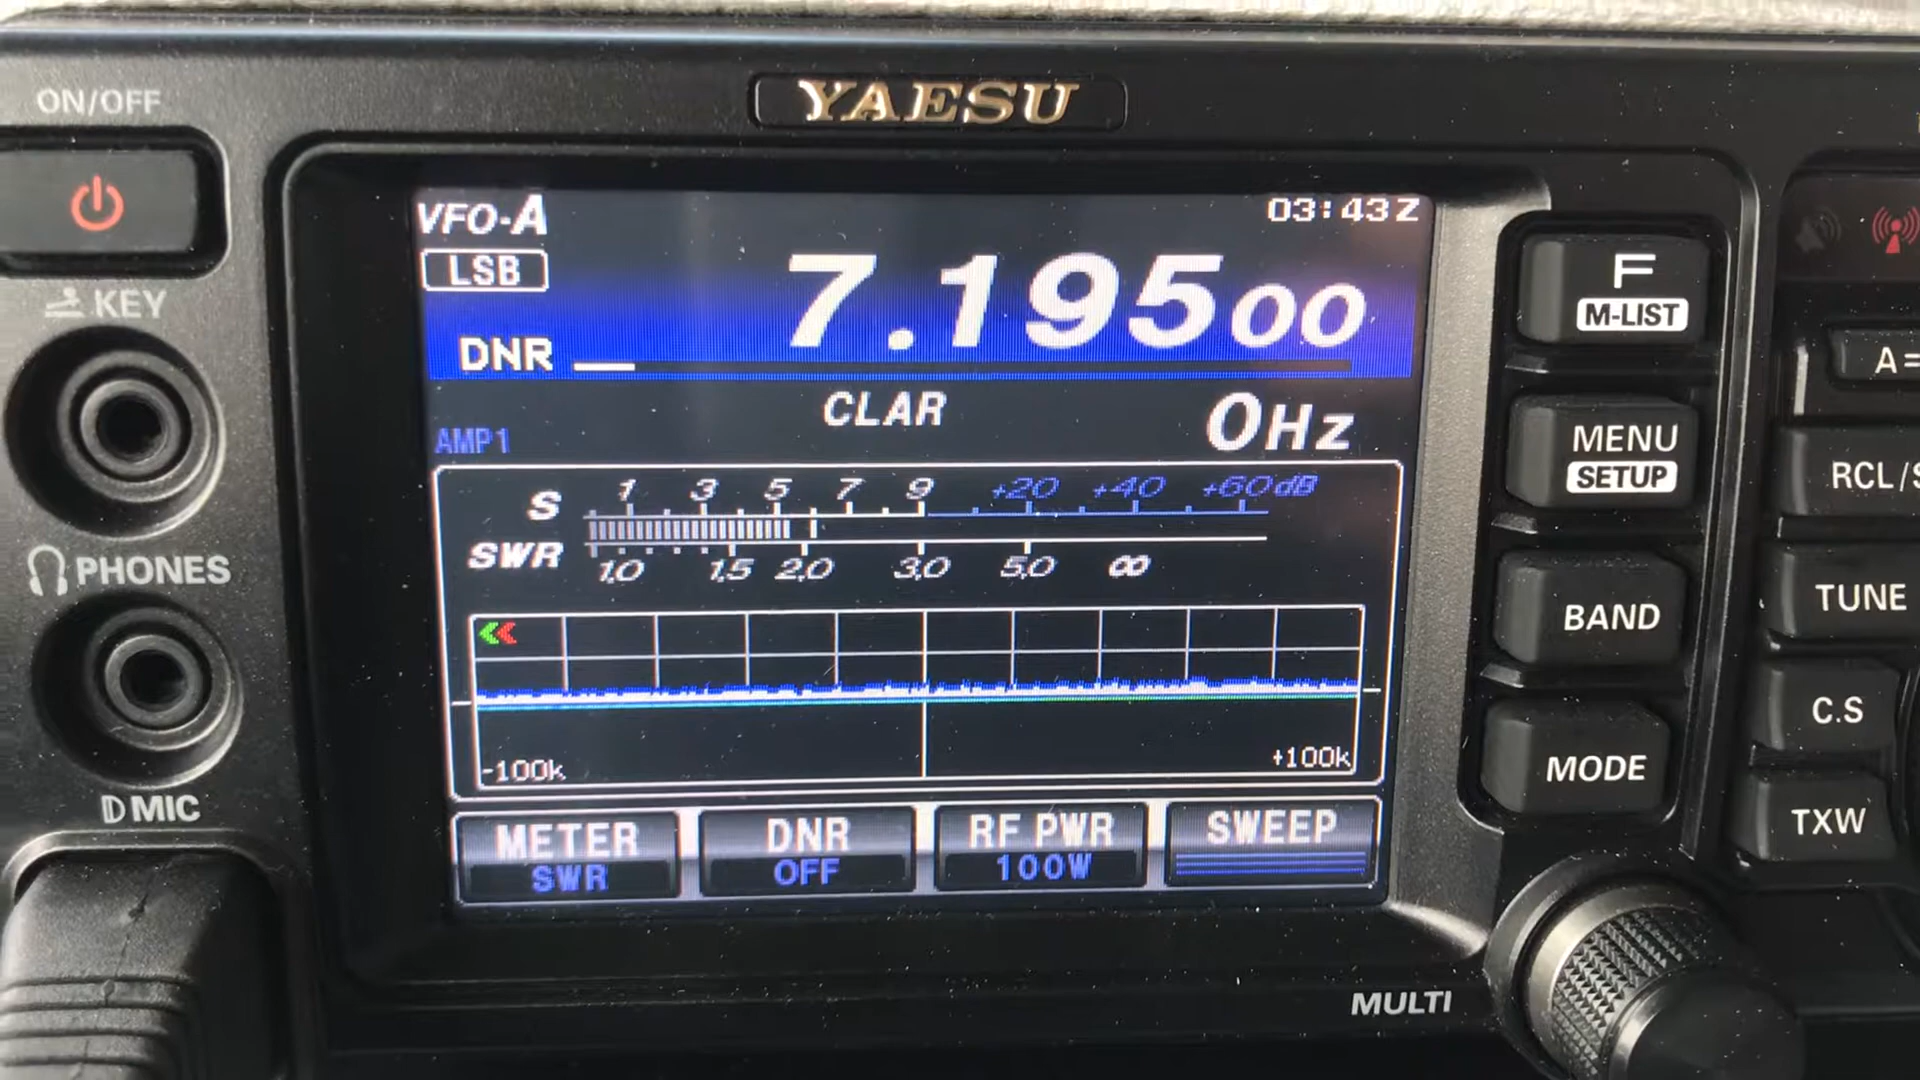 ON/OFF
YAESU
VFO-A
03:43Z
LSB
7.19500
DNR
CLAR
0Hz
AMP1
S
1 3 5 7 9 +20 +40 +60dB
SWR
1.0 1.5 2.0 3.0 5.0 ∞
-100k
+100k
METER
SWR
DNR
OFF
RF PWR
100W
SWEEP
KEY
PHONES
MIC
F
M-LIST
MENU
SETUP
BAND
MODE
MULTI
A=
RCL/
TUNE
C.S
TXW